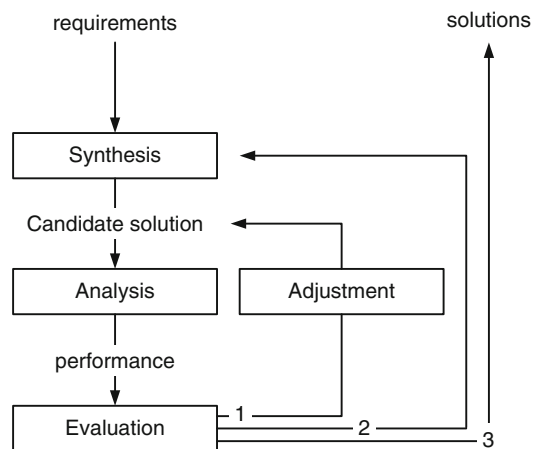 requirements
solutions
Synthesis
Candidate solution
Analysis
Adjustment
performance
1
Evaluation
2
3